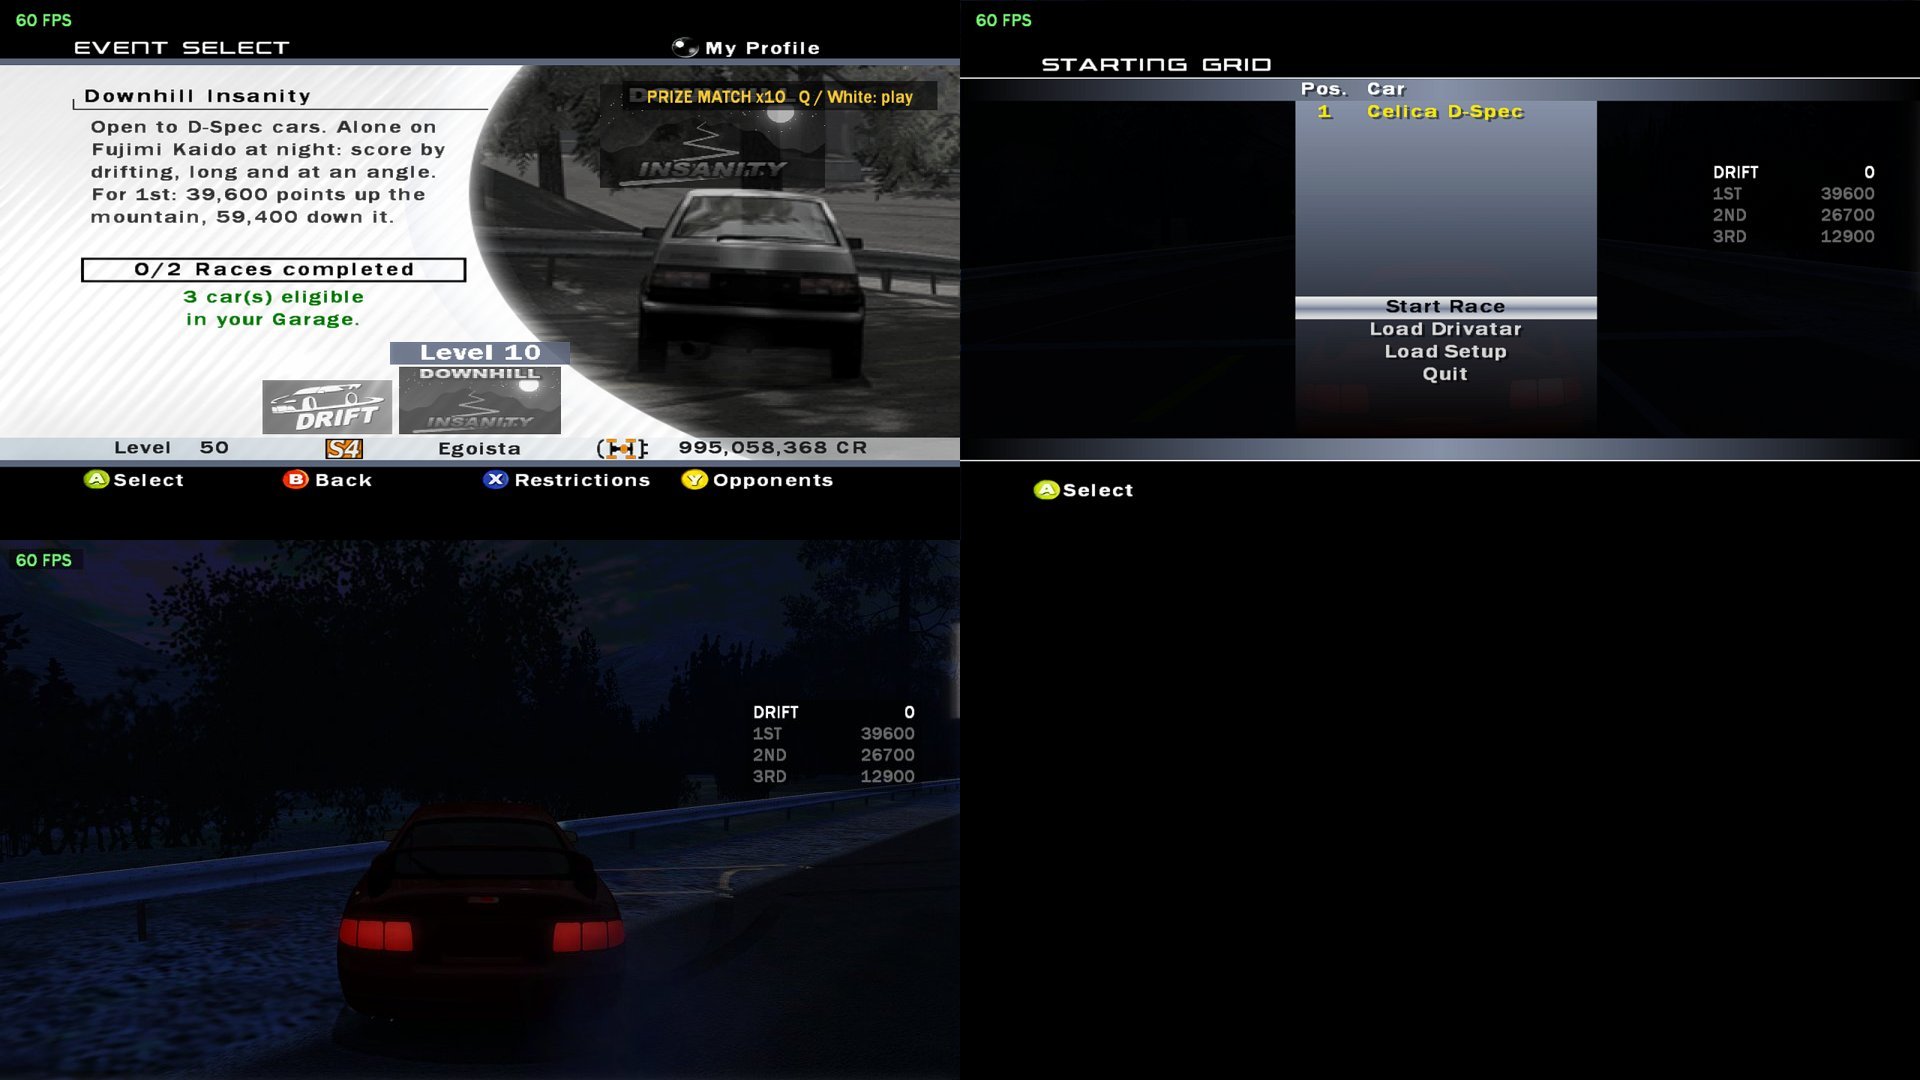 60 FPS
EVENT SELECT
My Profile
Downhill Insanity
PRIZE MATCH x10 Q / White: play
Open to D-Spec cars. Alone on
Fujimi Kaido at night: score by
drifting, long and at an angle.
For 1st: 39,600 points up the
mountain, 59,400 down it.
INSANITY
0/2 Races completed
3 car(s) eligible
in your Garage.
Level 10
DRIFT
DOWNHILL
INSANITY
Level 50
S4
Egoista
995,058,368 CR
A Select
B Back
X Restrictions
Y Opponents
60 FPS
STARTING GRID
Pos. Car
1 Celica D-Spec
DRIFT 0
1ST 39600
2ND 26700
3RD 12900
Start Race
Load Drivatar
Load Setup
Quit
A Select
60 FPS
DRIFT 0
1ST 39600
2ND 26700
3RD 12900